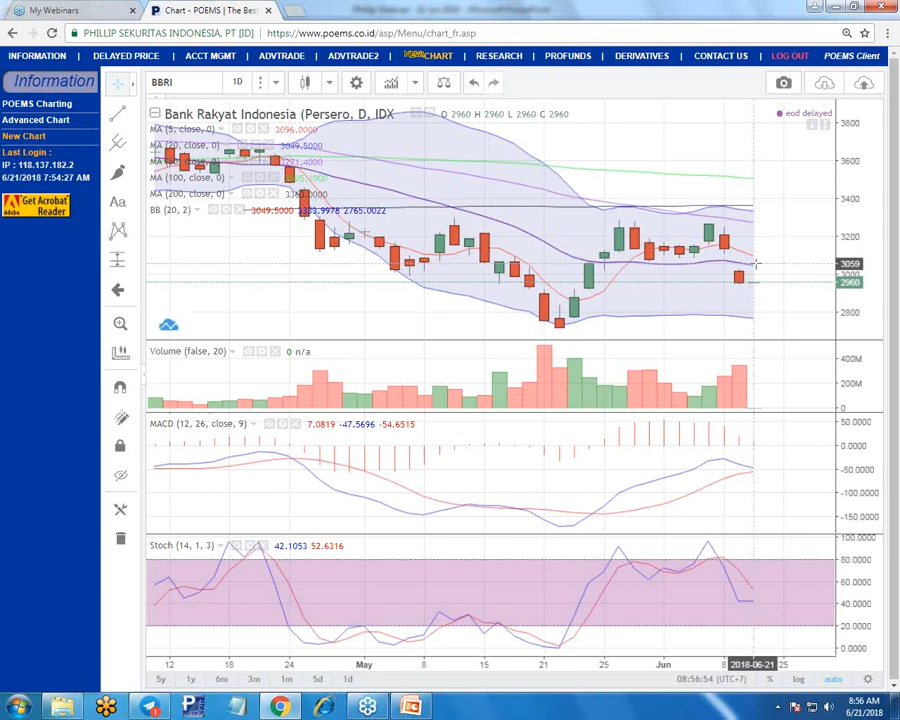 My Webinars
Chart - POEMS | The Bes
PHILLIP SEKURITAS INDONESIA. PT [ID]
https://www.poems.co.id/asp/Menu/chart_fr.asp
INFORMATION DELAYED PRICE ACCT MGMT ADVTRADE ADVTRADE2 CHART RESEARCH PROFUNDS DERIVATIVES CONTACT US LOG OUT POEMS Client
Information
POEMS Charting
Advanced Chart
New Chart
Last Login :
IP : 118.137.182.2
6/21/2018 7:54:27 AM
Get Acrobat
Reader
Adobe
BBRI 1D
Bank Rakyat Indonesia (Persero, D, IDX O 2960 H 2960 L 2960 C 2960
eod delayed
MA (5, close, 0) 3096.0000
MA (20, close, 0) 3049.5000
MA (100, close, 0)
MA (200, close, 0)
BB (20, 2) 3049.5000 3333.9978 2765.0022
3800
3600
3400
3200
3059
3000
2960
2800
Volume (false, 20) 0 n/a
400M
200M
0
MACD (12, 26, close, 9) 7.0819 -47.5696 -54.6515
50.0000
0.0000
-50.0000
-100.0000
-150.0000
Stoch (14, 1, 3) 42.1053 52.6316
100.0000
80.0000
60.0000
40.0000
20.0000
0.0000
12 18 24 May 8 15 21 25 Jun 8 2018-06-21 25
5y 1y 6m 3m 1m 5d 1d 08:56:54 (UTC+7) % log auto
8:56 AM
6/21/2018